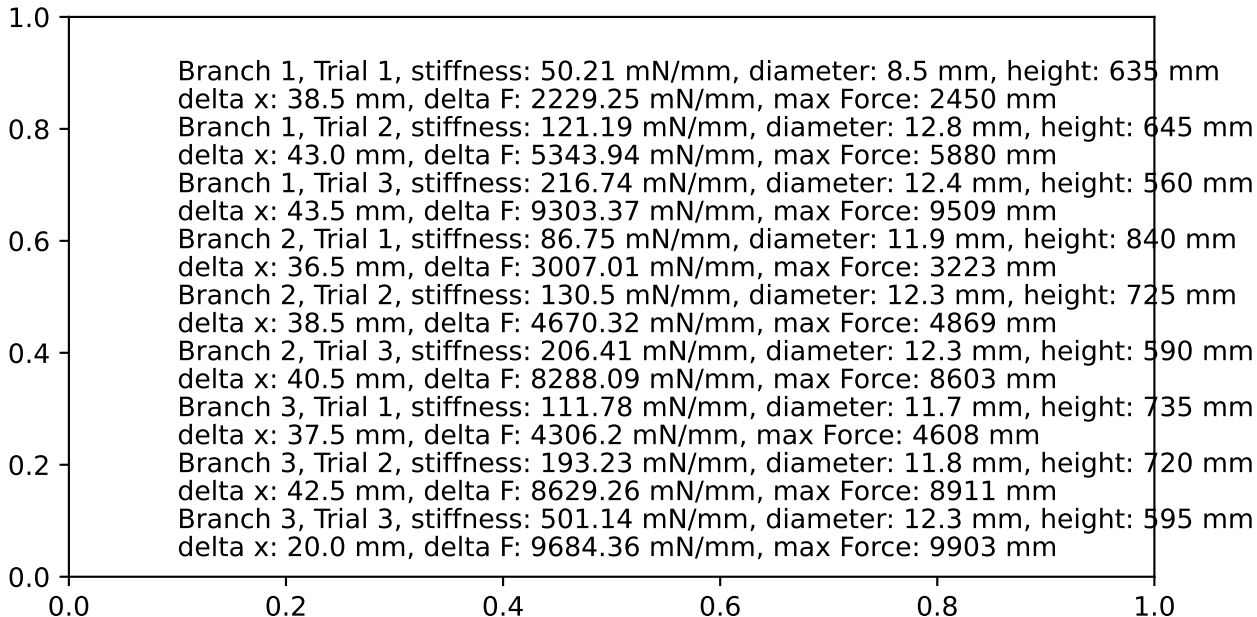 1.0
Branch 1, Trial 1, stiffness: 50.21 mN/mm, diameter: 8.5 mm, height: 635 mm
delta x: 38.5 mm, delta F: 2229.25 mN/mm, max Force: 2450 mm
0.8
Branch 1, Trial 2, stiffness: 121.19 mN/mm, diameter: 12.8 mm, height: 645 mm
delta x: 43.0 mm, delta F: 5343.94 mN/mm, max Force: 5880 mm
Branch 1, Trial 3, stiffness: 216.74 mN/mm, diameter: 12.4 mm, height: 560 mm
delta x: 43.5 mm, delta F: 9303.37 mN/mm, max Force: 9509 mm
0.6
Branch 2, Trial 1, stiffness: 86.75 mN/mm, diameter: 11.9 mm, height: 840 mm
delta x: 36.5 mm, delta F: 3007.01 mN/mm, max Force: 3223 mm
Branch 2, Trial 2, stiffness: 130.5 mN/mm, diameter: 12.3 mm, height: 725 mm
delta x: 38.5 mm, delta F: 4670.32 mN/mm, max Force: 4869 mm
0.4
Branch 2, Trial 3, stiffness: 206.41 mN/mm, diameter: 12.3 mm, height: 590 mm
delta x: 40.5 mm, delta F: 8288.09 mN/mm, max Force: 8603 mm
Branch 3, Trial 1, stiffness: 111.78 mN/mm, diameter: 11.7 mm, height: 735 mm
delta x: 37.5 mm, delta F: 4306.2 mN/mm, max Force: 4608 mm
0.2
Branch 3, Trial 2, stiffness: 193.23 mN/mm, diameter: 11.8 mm, height: 720 mm
delta x: 42.5 mm, delta F: 8629.26 mN/mm, max Force: 8911 mm
Branch 3, Trial 3, stiffness: 501.14 mN/mm, diameter: 12.3 mm, height: 595 mm
delta x: 20.0 mm, delta F: 9684.36 mN/mm, max Force: 9903 mm
0.0
0.0 0.2 0.4 0.6 0.8 1.0